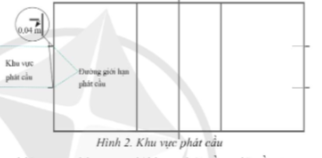 0.04 m
Khu vực
phát cầu
Đường giới hạn
phát cầu
Hình 2. Khu vực phát cầu